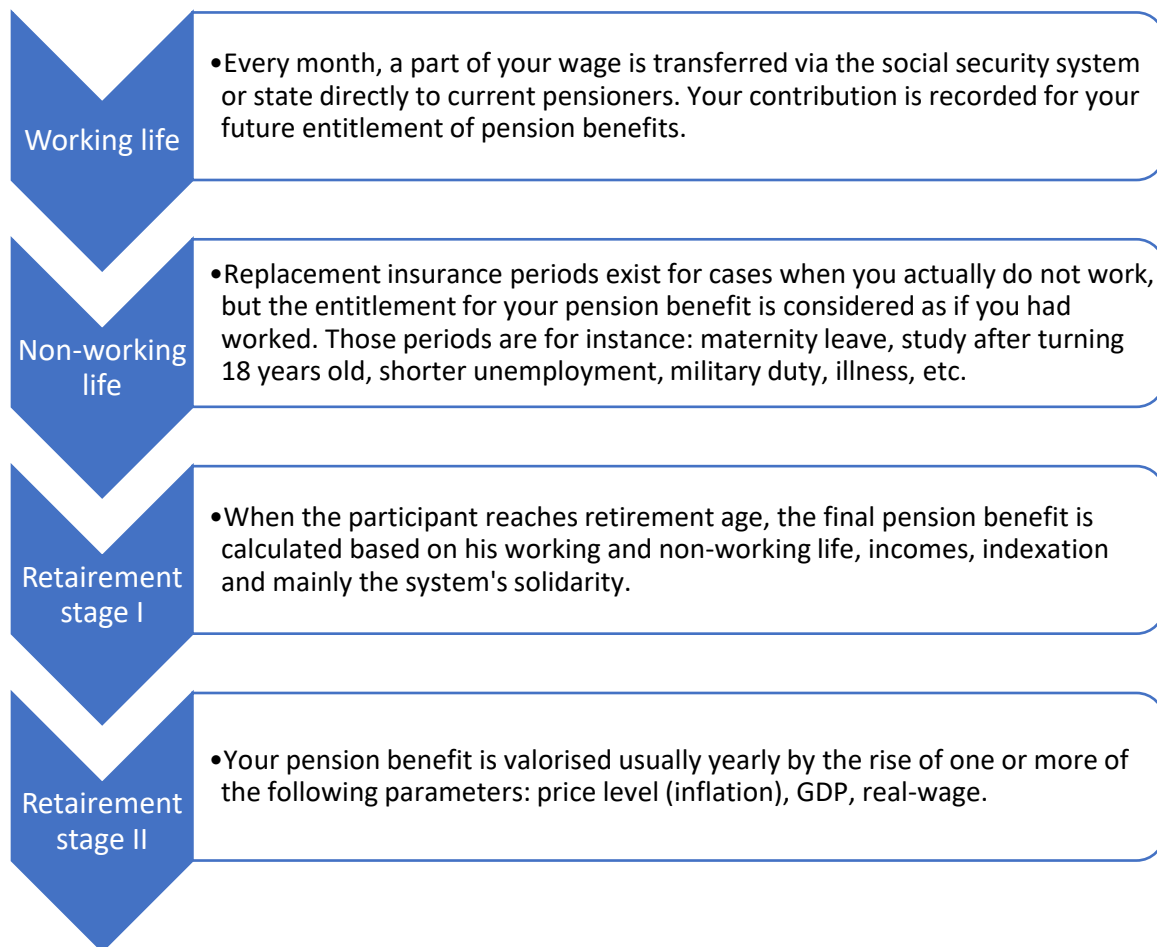 Working life
•Every month, a part of your wage is transferred via the social security system
or state directly to current pensioners. Your contribution is recorded for your
future entitlement of pension benefits.
Non-working
life
•Replacement insurance periods exist for cases when you actually do not work,
but the entitlement for your pension benefit is considered as if you had
worked. Those periods are for instance: maternity leave, study after turning
18 years old, shorter unemployment, military duty, illness, etc.
Retairement
stage I
•When the participant reaches retirement age, the final pension benefit is
calculated based on his working and non-working life, incomes, indexation
and mainly the system's solidarity.
Retairement
stage II
•Your pension benefit is valorised usually yearly by the rise of one or more of
the following parameters: price level (inflation), GDP, real-wage.